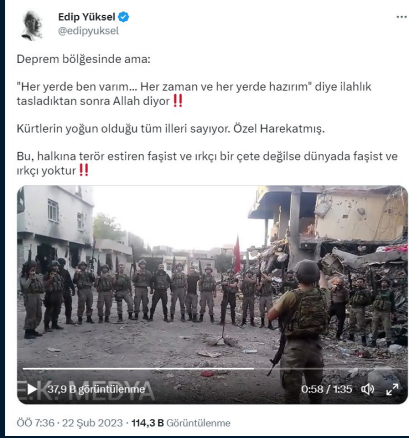 Edip Yüksel
@edipyuksel
Deprem bölgesinde ama:
"Her yerde ben varım... Her zaman ve her yerde hazırım" diye ilahlık
tasladıktan sonra Allah diyor‼️
Kürtlerin yoğun olduğu tüm illeri sayıyor. Özel Harekatmış.
Bu, halkına terör estiren faşist ve ırkçı bir çete değilse dünyada faşist ve
ırkçı yoktur‼️
E.K. MEDYA
37,9 B görüntülenme
0:58 / 1:35
ÖÖ 7:36 · 22 Şub 2023 · 114,3 B Görüntülenme